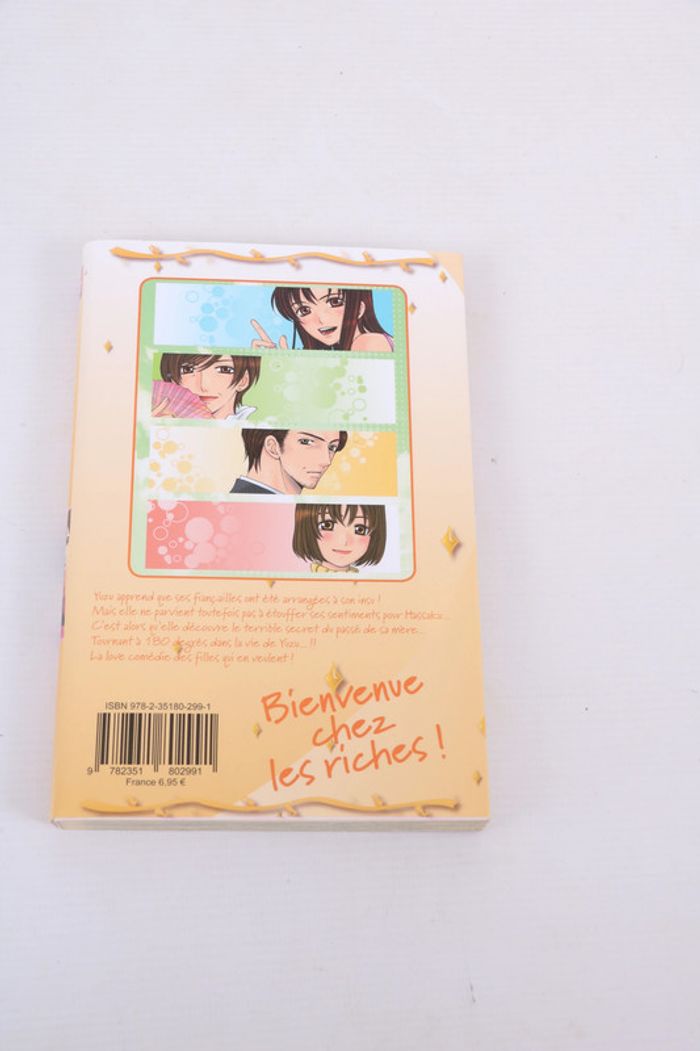 Yuzu apprend que ses fiançailles ont été arrangées à son insu !
Mais elle ne parvient toutefois pas à étouffer ses sentiments pour Hassaku...
C'est alors qu'elle découvre le terrible secret du passé de sa mère...
Tournant à 180 degrés dans la vie de Yuzu... !!
La love comédie des filles qui en veulent !
Bienvenue
chez
les riches !
ISBN 978-2-35180-299-1
9 782351 802991
France 6,95 €